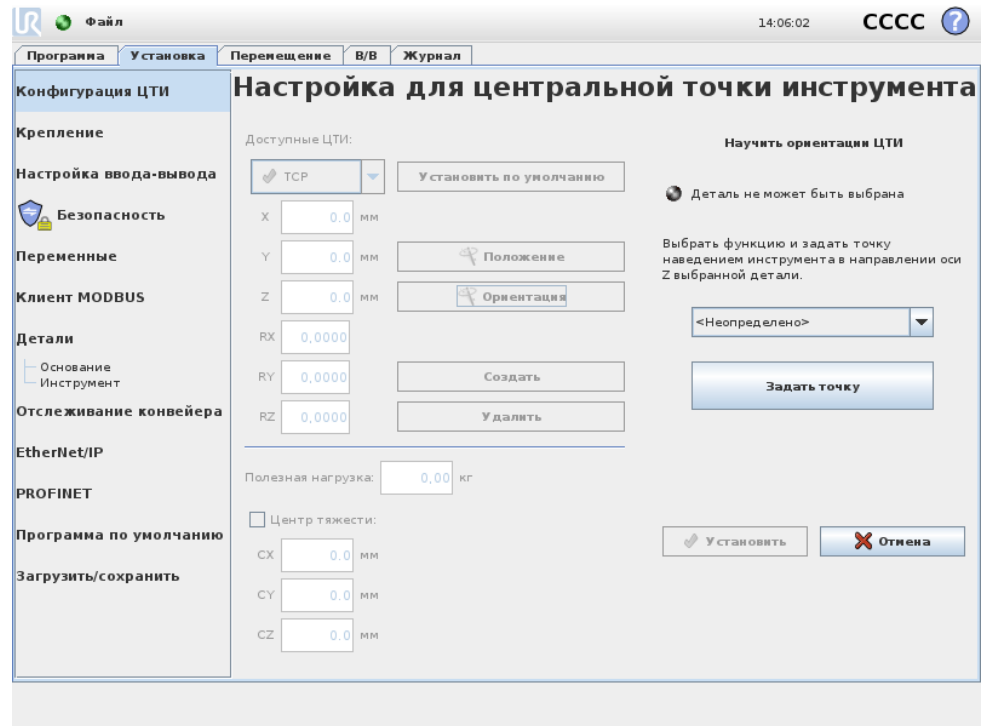 UR
Файл
14:06:02
CCCC
?
Программа
Установка
Перемещение
В/В
Журнал
Конфигурация ЦТИ
Крепление
Настройка ввода-вывода
Безопасность
Переменные
Клиент MODBUS
Детали
Основание
Инструмент
Отслеживание конвейера
EtherNet/IP
PROFINET
Программа по умолчанию
Загрузить/сохранить
Настройка для центральной точки инструмента
Доступные ЦТИ:
TCP
Установить по умолчанию
X 0.0 мм
Y 0.0 мм
Положение
Z 0.0 мм
Ориентация
RX 0,0000
RY 0,0000
Создать
RZ 0,0000
Удалить
Полезная нагрузка: 0,00 кг
Центр тяжести:
CX 0.0 мм
CY 0.0 мм
CZ 0.0 мм
Научить ориентации ЦТИ
Деталь не может быть выбрана
Выбрать функцию и задать точку
наведением инструмента в направлении оси
Z выбранной детали.
<Неопределено>
Задать точку
Установить
Отмена